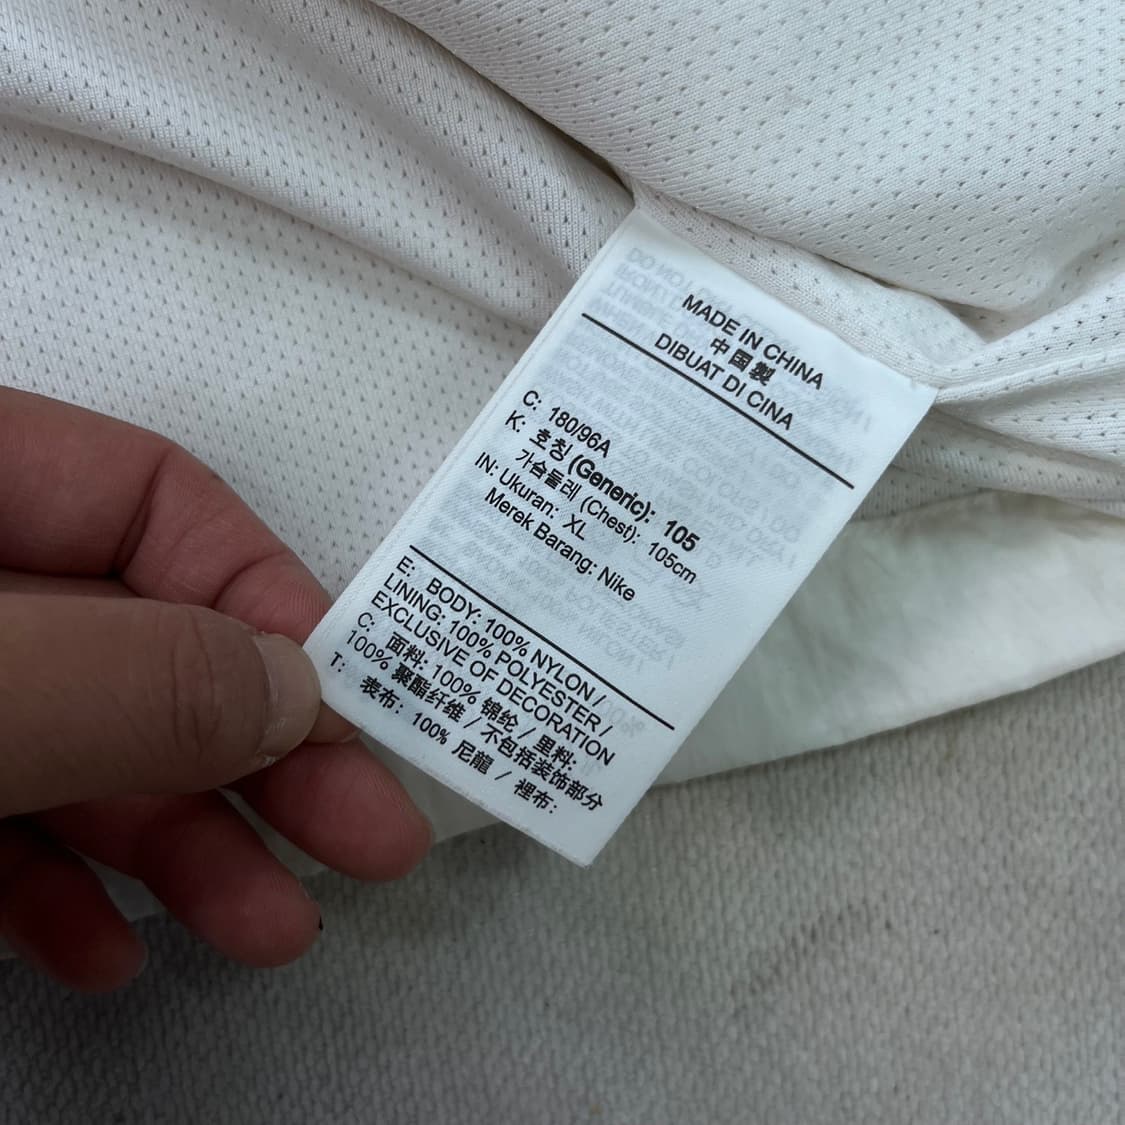 MADE IN CHINA
中国製
DIBUAT DI CINA
C: 180/96A
K: 호칭 (Generic): 105
가슴둘레 (Chest): 105cm
IN: Ukuran: XL
Merek Barang: Nike
E: BODY: 100% NYLON /
LINING: 100% POLYESTER /
EXCLUSIVE OF DECORATION
C: 面料: 100% 锦纶 / 里料:
100% 聚酯纤维 / 不包括装饰部分
T: 表布: 100% 尼龍 / 裡布: